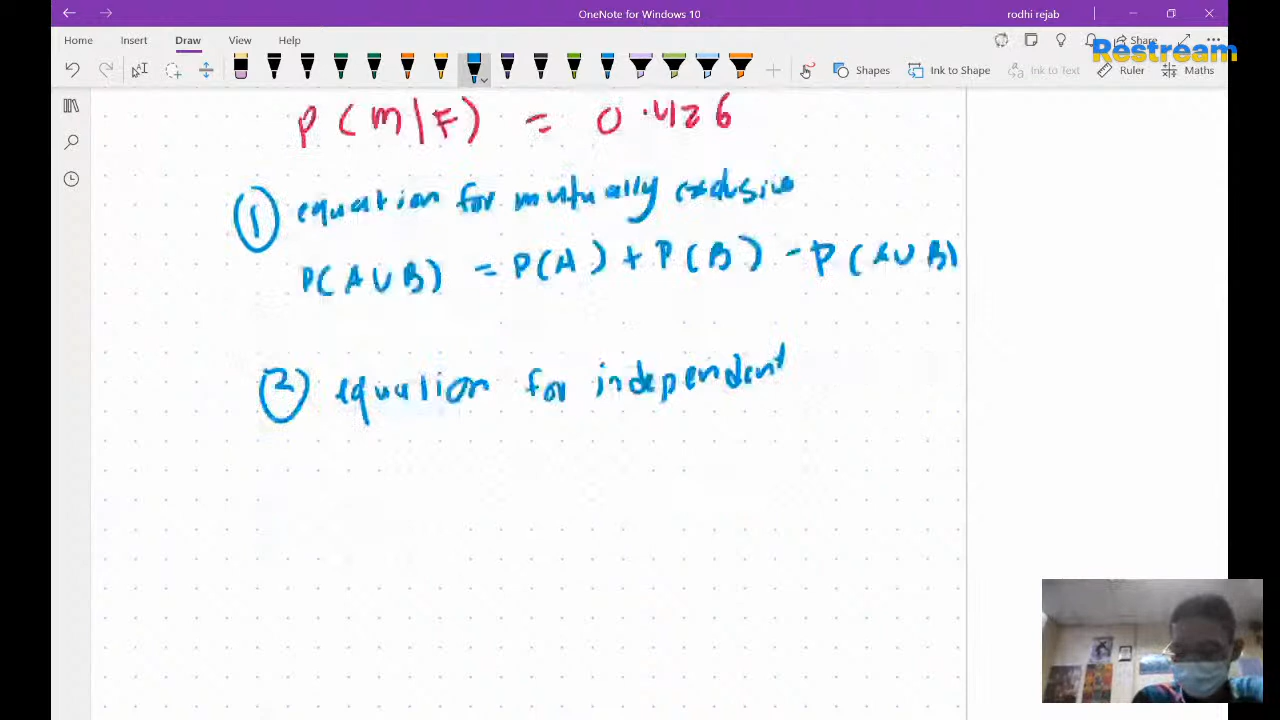 OneNote for Windows 10
rodhi rejab
Home Insert Draw View Help
Share
Restream
Shapes Ink to Shape Ink to Text Ruler Maths
P(m|F) = 0.426
① equation for mutually exclusive
P(A∪B) = P(A) + P(B) - P(A∪B)
② equation for independent